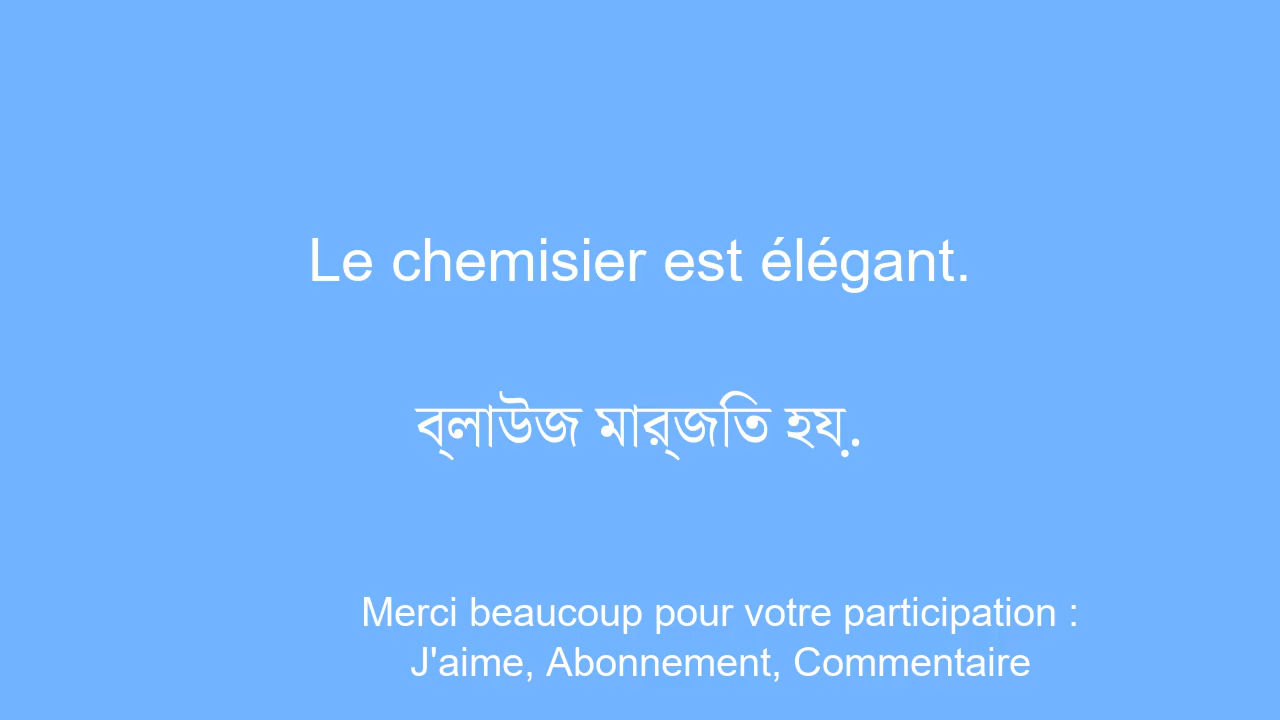 Le chemisier est élégant.
ব্লাউজ মার্জিত হয়.
Merci beaucoup pour votre participation :
J'aime, Abonnement, Commentaire